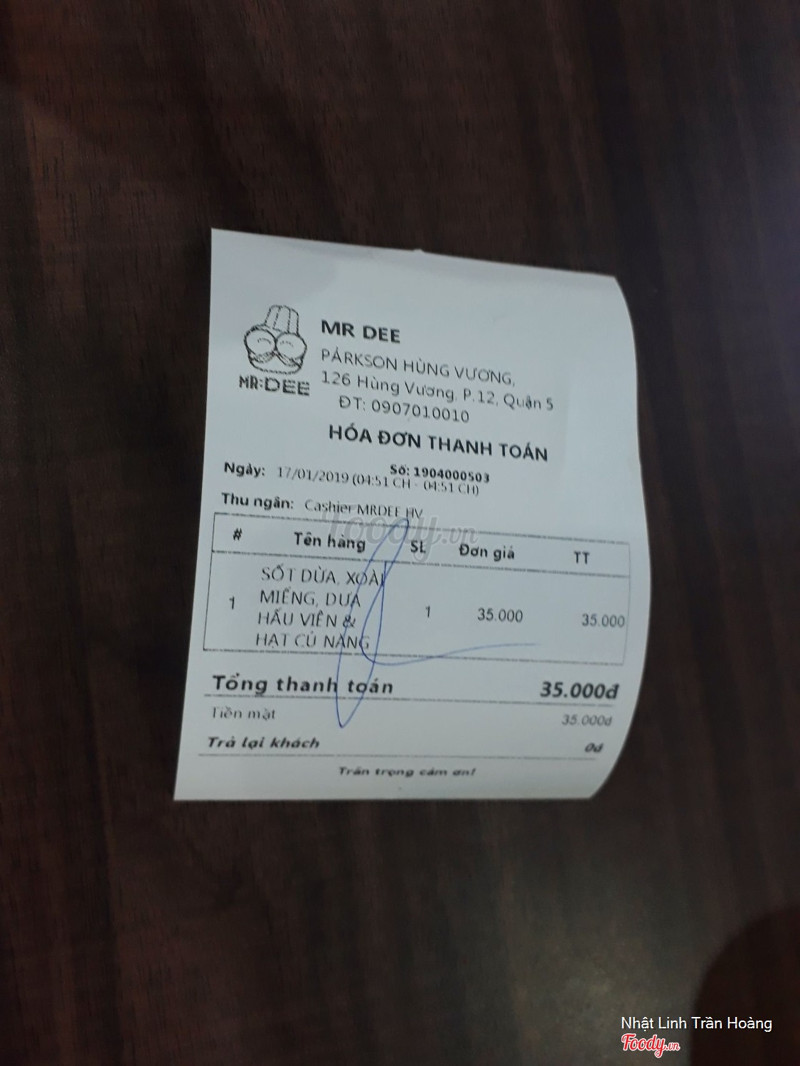 MR DEE
MR:DEE
PARKSON HÙNG VƯƠNG,
126 Hùng Vương, P.12, Quận 5
ĐT: 0907010010
HÓA ĐƠN THANH TOÁN
Số: 1904000503
Ngày: 17/01/2019 (04:51 CH - 04:51 CH)
Thu ngân: Cashier MRDEE HV
Foody.vn
# Tên hàng SL Đơn giá TT
SỐT DỪA, XOÀI
1 MIẾNG, DƯA 1 35.000 35.000
HẤU VIÊN &
HẠT CỦ NĂNG
Tổng thanh toán 35.000đ
Tiền mặt 35.000đ
Trả lại khách 0đ
Trân trọng cảm ơn!
Nhật Linh Trần Hoàng
Foody.vn